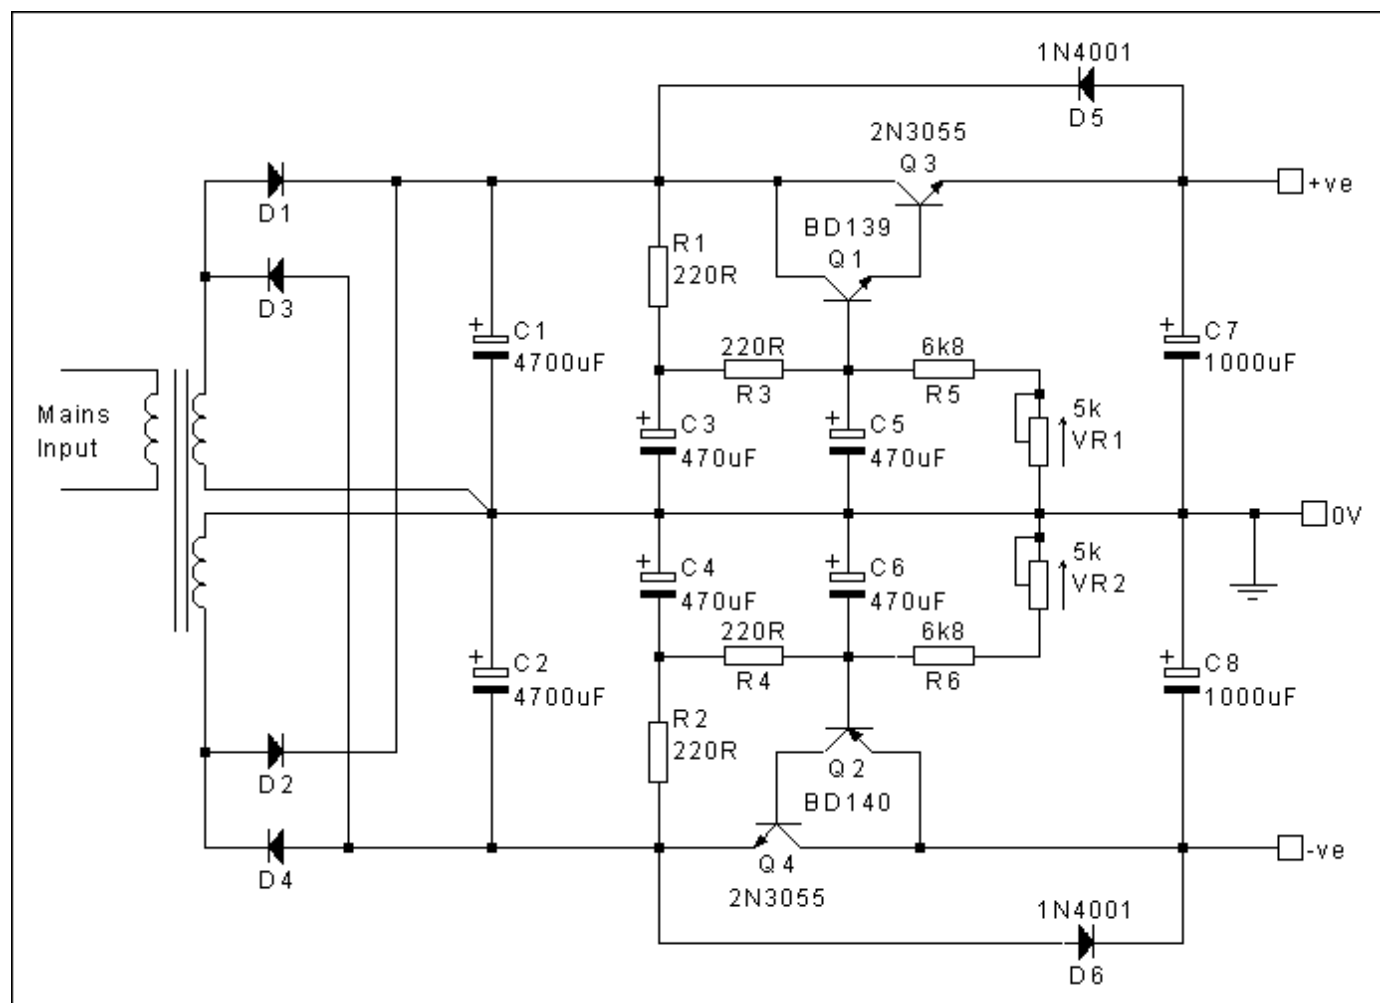 1N4001
D5
2N3055
Q3
+ve
D1
BD139
Q1
R1
220R
D3
+
C1
4700uF
220R
R3
6k8
R5
+
C7
1000uF
Mains
Input
+
C3
470uF
+
C5
470uF
5k
VR1
0V
+
C4
470uF
+
C6
470uF
5k
VR2
220R
R4
6k8
R6
+
C2
4700uF
+
C8
1000uF
R2
220R
D2
Q2
BD140
D4
Q4
2N3055
-ve
1N4001
D6